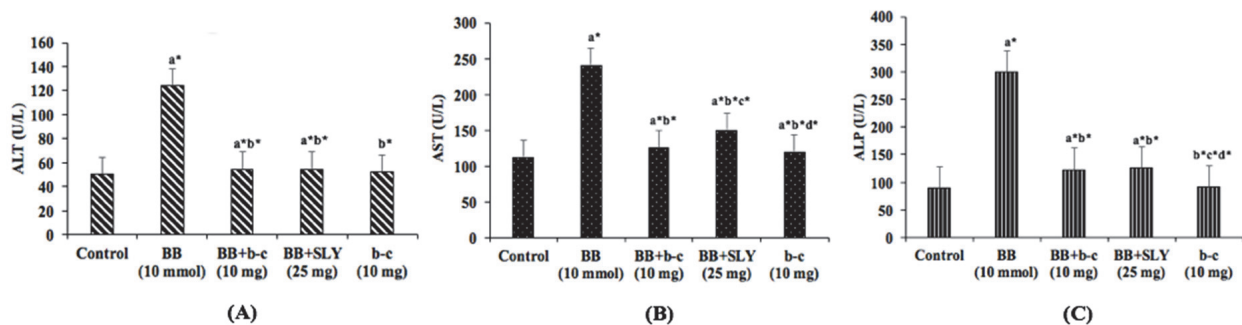 ALT (U/L)
160
140
120
100
80
60
40
20
0
a*
a*b*
a*b*
b*
Control
BB
(10 mmol)
BB+b-c
(10 mg)
BB+SLY
(25 mg)
b-c
(10 mg)
(A)
AST (U/L)
300
250
200
150
100
50
0
a*
a*b*
a*b*c*
a*b*d*
Control
BB
(10 mmol)
BB+b-c
(10 mg)
BB+SLY
(25 mg)
b-c
(10 mg)
(B)
ALP (U/L)
400
350
300
250
200
150
100
50
0
a*
a*b*
a*b*
b*c*d*
Control
BB
(10 mmol)
BB+b-c
(10 mg)
BB+SLY
(25 mg)
b-c
(10 mg)
(C)